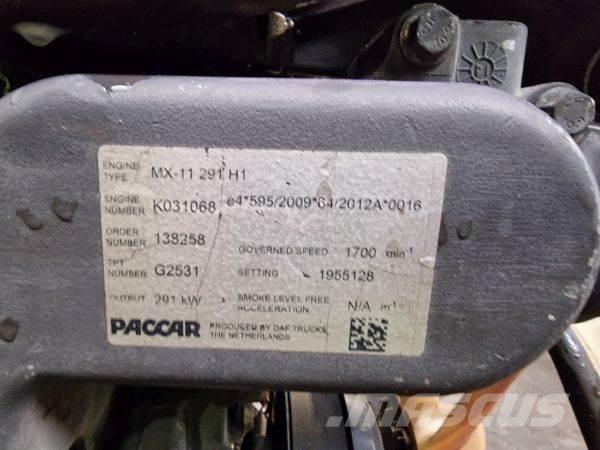 ENGINE TYPE MX-11 291 H1
ENGINE NUMBER K031068 e4*595/2009*64/2012A*0016
ORDER NUMBER 138258 GOVERNED SPEED 1700 min-1
TPT NUMBER G2531 SETTING 1955128
OUTPUT 291 kW SMOKE LEVEL FREE ACCELERATION N/A m-1
PACCAR PRODUCED BY DAF TRUCKS, THE NETHERLANDS
MASCUS